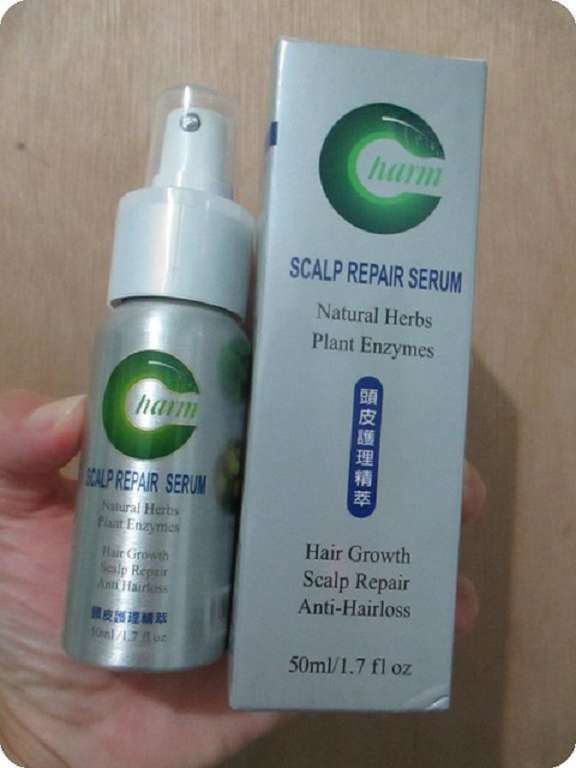 Charm
SCALP REPAIR SERUM
Natural Herbs
Plant Enzymes
Hair Growth
Scalp Repair
Anti Hairloss
頭皮護理精萃
50ml/1.7 fl oz
Charm
SCALP REPAIR SERUM
Natural Herbs
Plant Enzymes
頭皮護理精萃
Hair Growth
Scalp Repair
Anti-Hairloss
50ml/1.7 fl oz